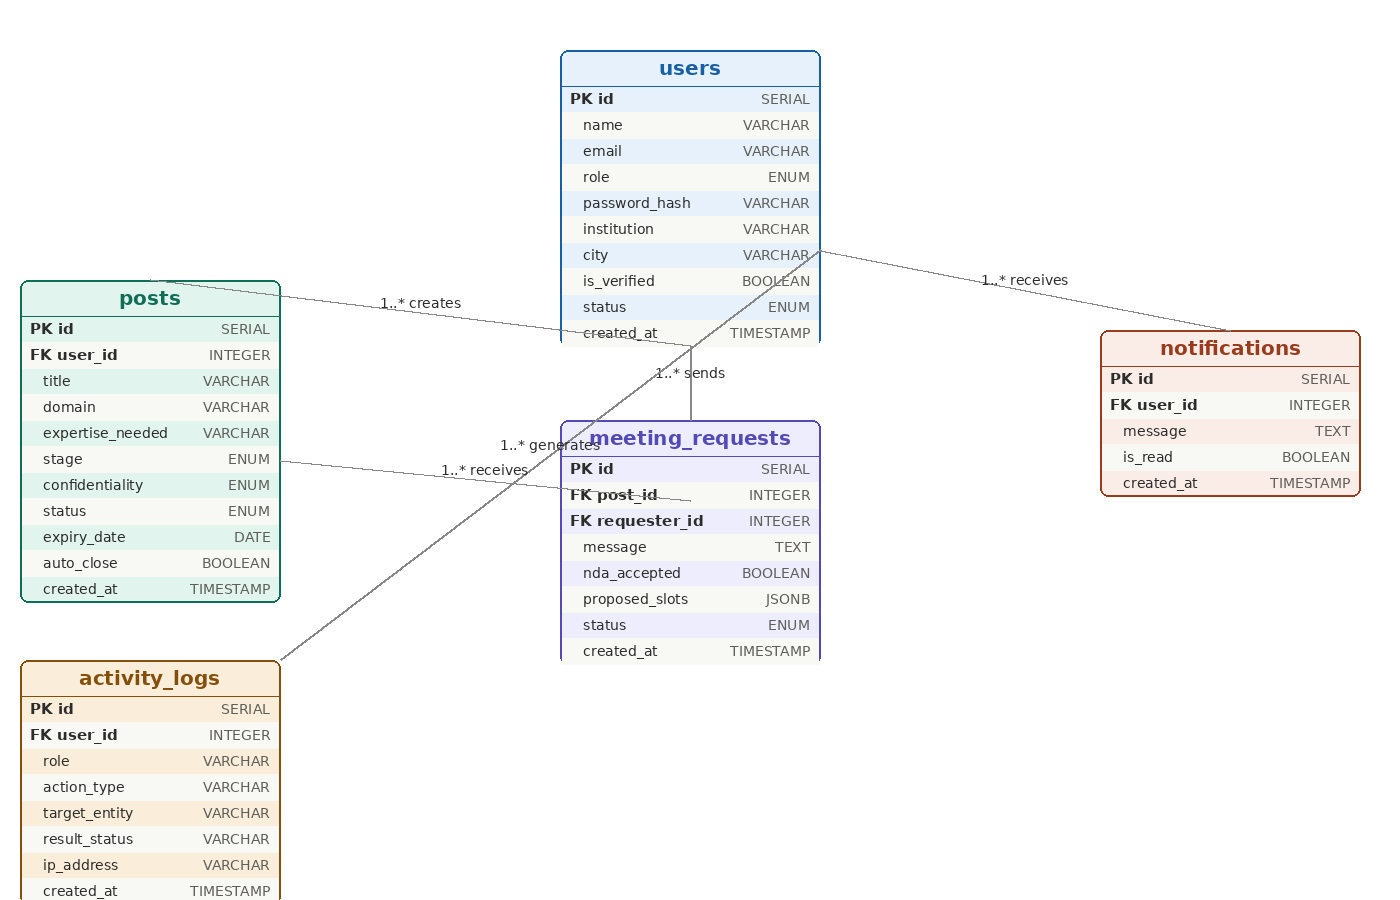 users
PK id SERIAL
name VARCHAR
email VARCHAR
role ENUM
password_hash VARCHAR
institution VARCHAR
city VARCHAR
is_verified BOOLEAN
status ENUM
created_at TIMESTAMP
posts
PK id SERIAL
FK user_id INTEGER
title VARCHAR
domain VARCHAR
expertise_needed VARCHAR
stage ENUM
confidentiality ENUM
status ENUM
expiry_date DATE
auto_close BOOLEAN
created_at TIMESTAMP
1..* creates
1..* sends
1..* generates
1..* receives
1..* receives
meeting_requests
PK id SERIAL
FK post_id INTEGER
FK requester_id INTEGER
message TEXT
nda_accepted BOOLEAN
proposed_slots JSONB
status ENUM
created_at TIMESTAMP
notifications
PK id SERIAL
FK user_id INTEGER
message TEXT
is_read BOOLEAN
created_at TIMESTAMP
activity_logs
PK id SERIAL
FK user_id INTEGER
role VARCHAR
action_type VARCHAR
target_entity VARCHAR
result_status VARCHAR
ip_address VARCHAR
created_at TIMESTAMP